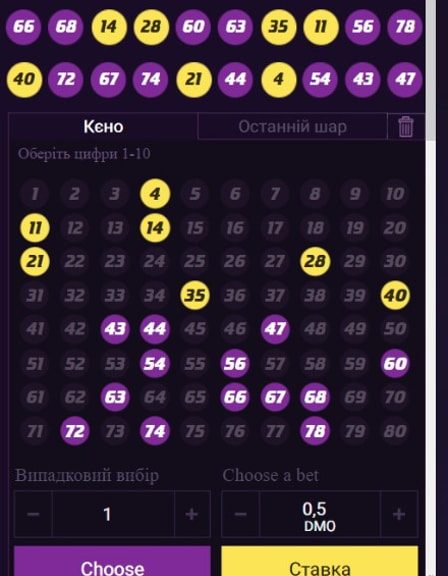 66 68 14 28 60 63 35 11 56 78
40 72 67 74 21 44 4 54 43 47
Кєно Останній шар
Оберіть цифри 1-10
1 2 3 4 5 6 7 8 9 10
11 12 13 14 15 16 17 18 19 20
21 22 23 24 25 26 27 28 29 30
31 32 33 34 35 36 37 38 39 40
41 42 43 44 45 46 47 48 49 50
51 52 53 54 55 56 57 58 59 60
61 62 63 64 65 66 67 68 69 70
71 72 73 74 75 76 77 78 79 80
Випадковий вибір Choose a bet
− 1 + − 0,5 +
DMO
Choose Ставка